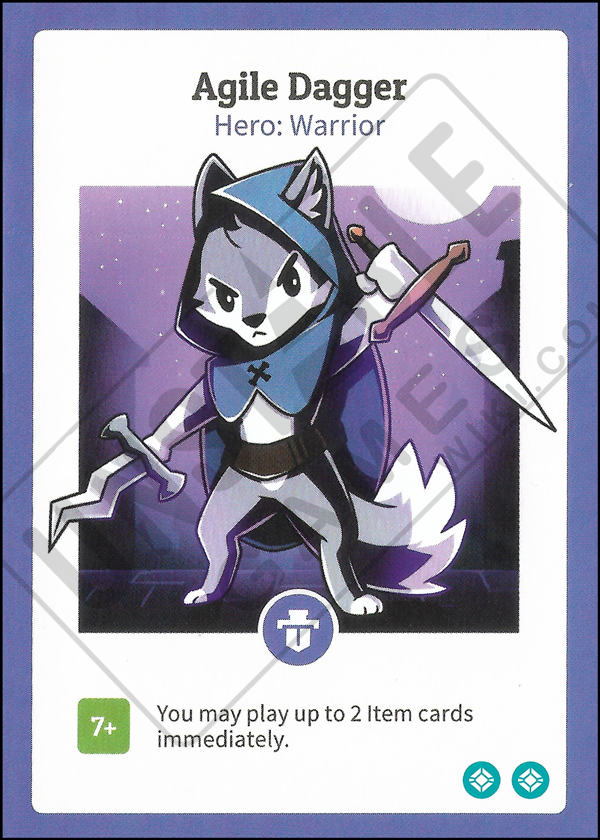 Agile Dagger
Hero: Warrior
7+
You may play up to 2 Item cards
immediately.